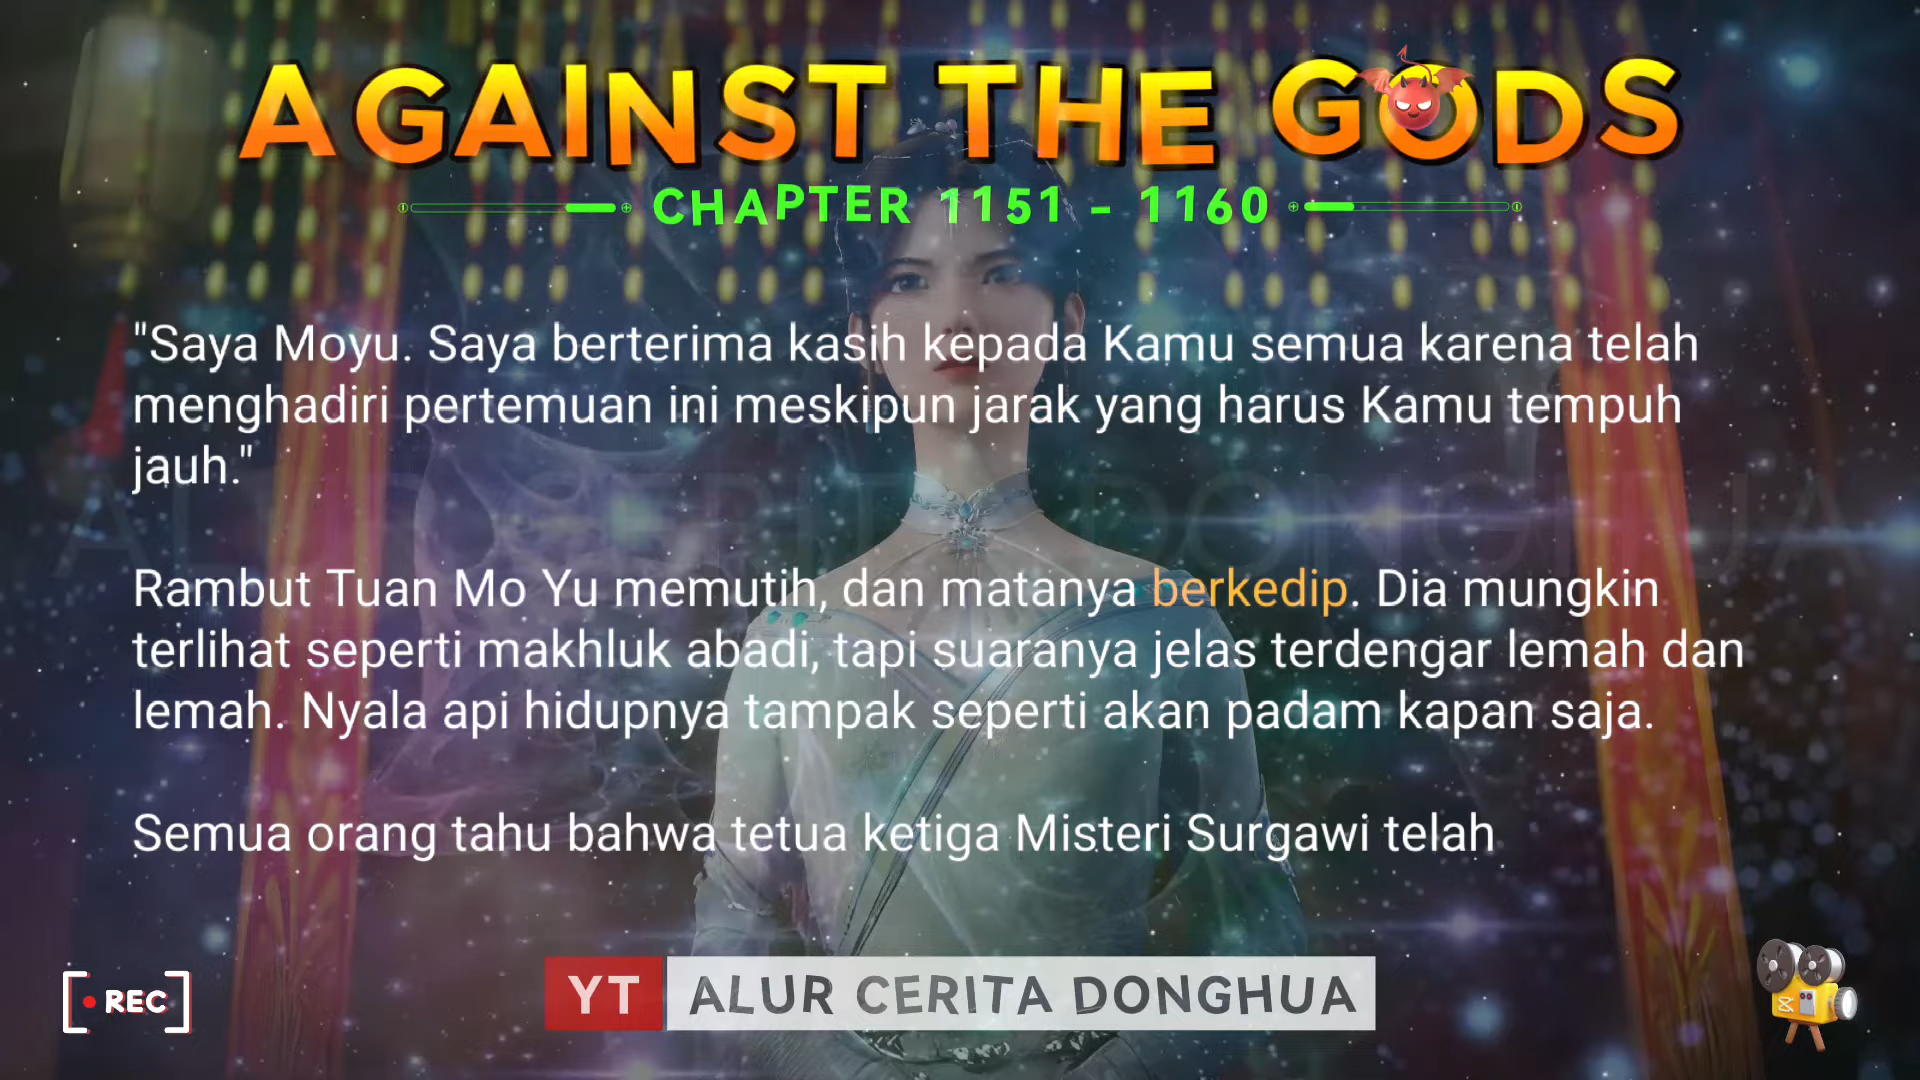 AGAINST THE GODS
CHAPTER 1151 - 1160
"Saya Moyu. Saya berterima kasih kepada Kamu semua karena telah
menghadiri pertemuan ini meskipun jarak yang harus Kamu tempuh
jauh."
ALUR CERITA DONGHUA
Rambut Tuan Mo Yu memutih, dan matanya berkedip. Dia mungkin
terlihat seperti makhluk abadi, tapi suaranya jelas terdengar lemah dan
lemah. Nyala api hidupnya tampak seperti akan padam kapan saja.
Semua orang tahu bahwa tetua ketiga Misteri Surgawi telah
REC
YT ALUR CERITA DONGHUA